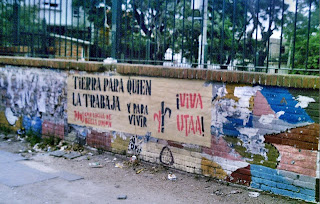 TIERRA PARA QUIEN
LA TRABAJA
Y PARA
VIVIR
¡VIVA
UTAA!